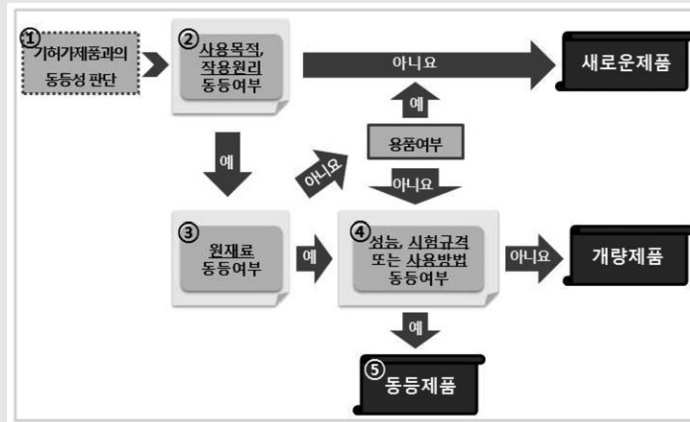 ①
기허가제품과의
동등성 판단
②
사용목적,
작용원리
동등여부
아니요
새로운제품
예
용품여부
예
아니요
아니요
③
원재료
동등여부
예
④
성능, 시험규격
또는 사용방법
동등여부
아니요
개량제품
예
⑤
동등제품